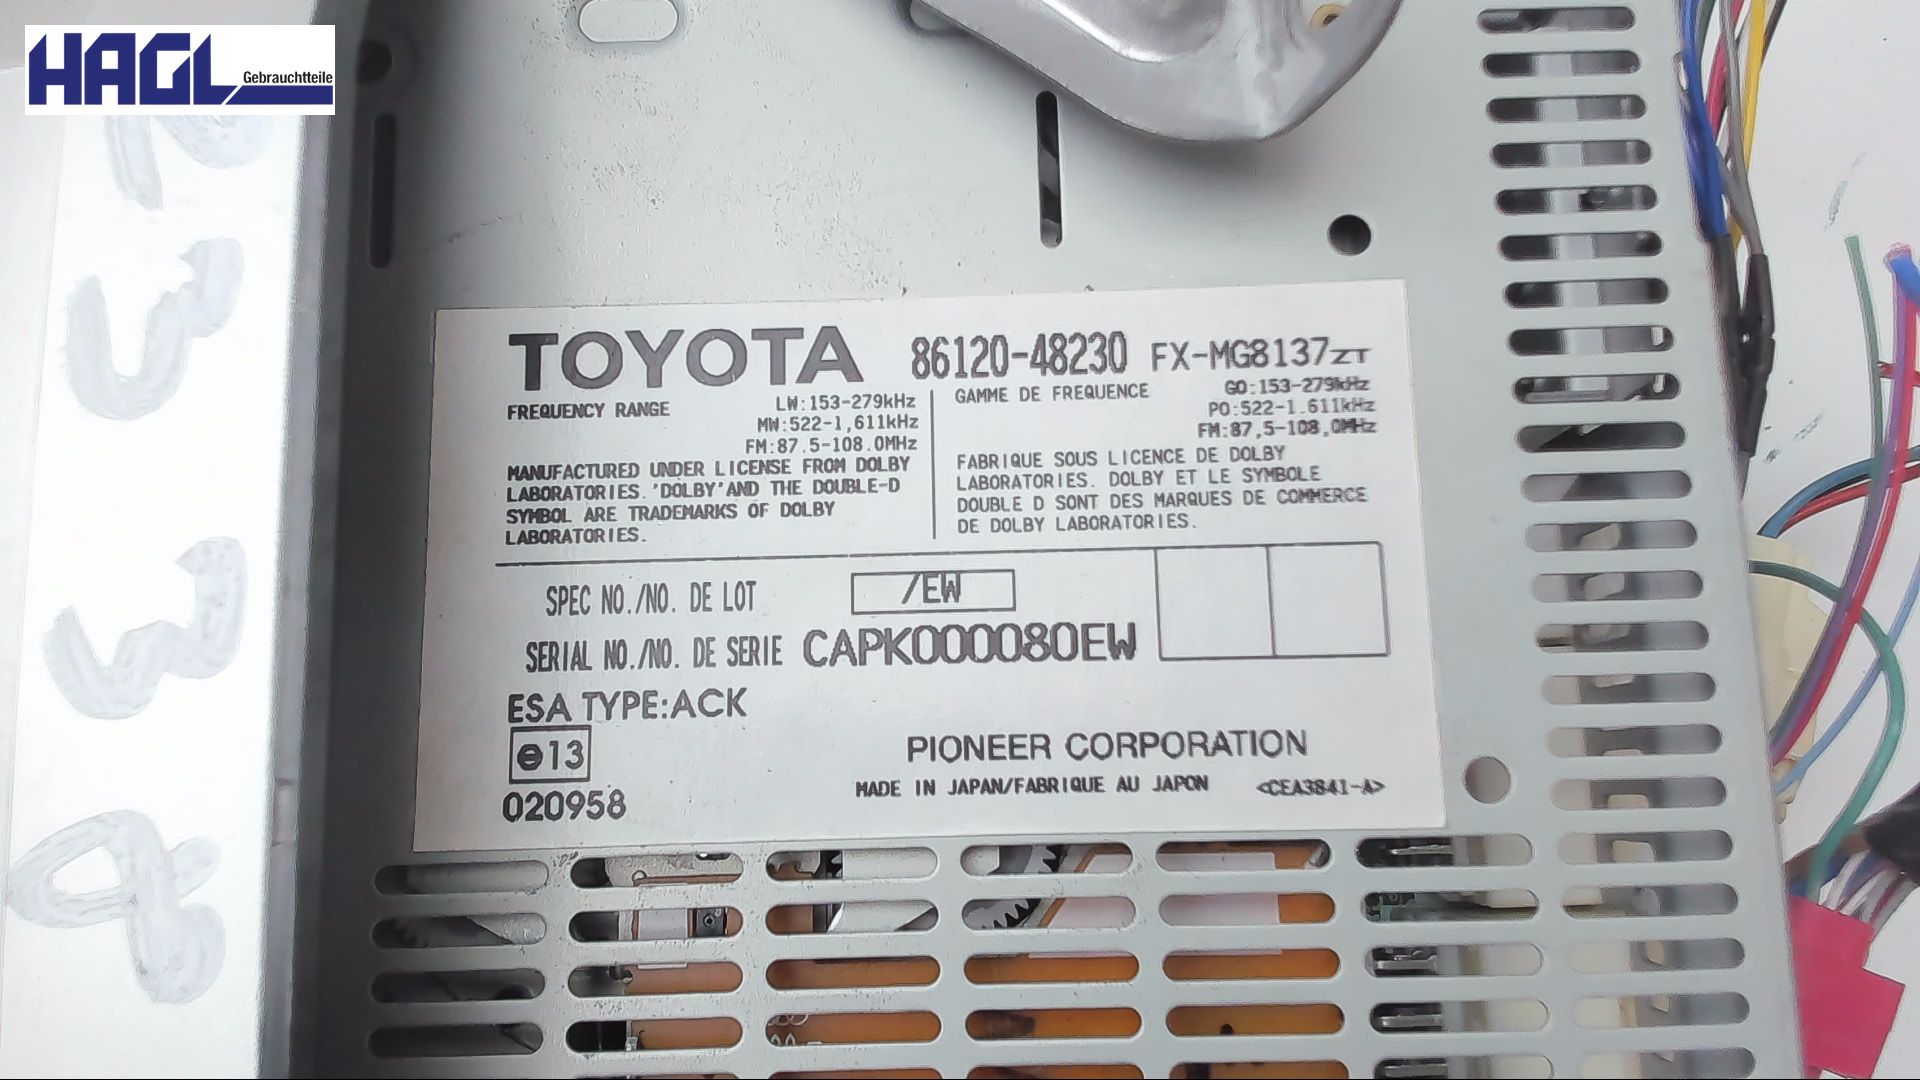 HAGL Gebrauchtteile
TOYOTA 86120-48230 FX-MG8137ZT
FREQUENCY RANGE LW:153-279kHz
MW:522-1,611kHz
FM:87.5-108.0MHz
MANUFACTURED UNDER LICENSE FROM DOLBY
LABORATORIES. 'DOLBY' AND THE DOUBLE-D
SYMBOL ARE TRADEMARKS OF DOLBY
LABORATORIES.
GAMME DE FREQUENCE GO:153-279kHz
PO:522-1.611kHz
FM:87,5-108,0MHz
FABRIQUE SOUS LICENCE DE DOLBY
LABORATORIES. DOLBY ET LE SYMBOLE
DOUBLE D SONT DES MARQUES DE COMMERCE
DE DOLBY LABORATORIES.
SPEC NO./NO. DE LOT /EW
SERIAL NO./NO. DE SERIE CAPK000080EW
ESA TYPE:ACK
e13
020958
PIONEER CORPORATION
MADE IN JAPAN/FABRIQUE AU JAPON <CEA3841-A>